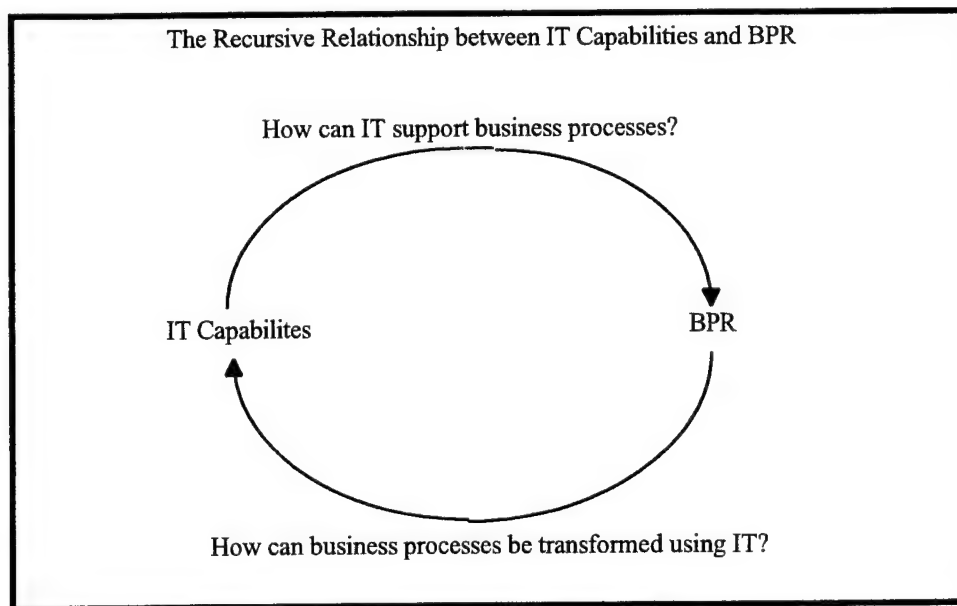 The Recursive Relationship between IT Capabilities and BPR
How can IT support business processes?
IT Capabilites
BPR
How can business processes be transformed using IT?